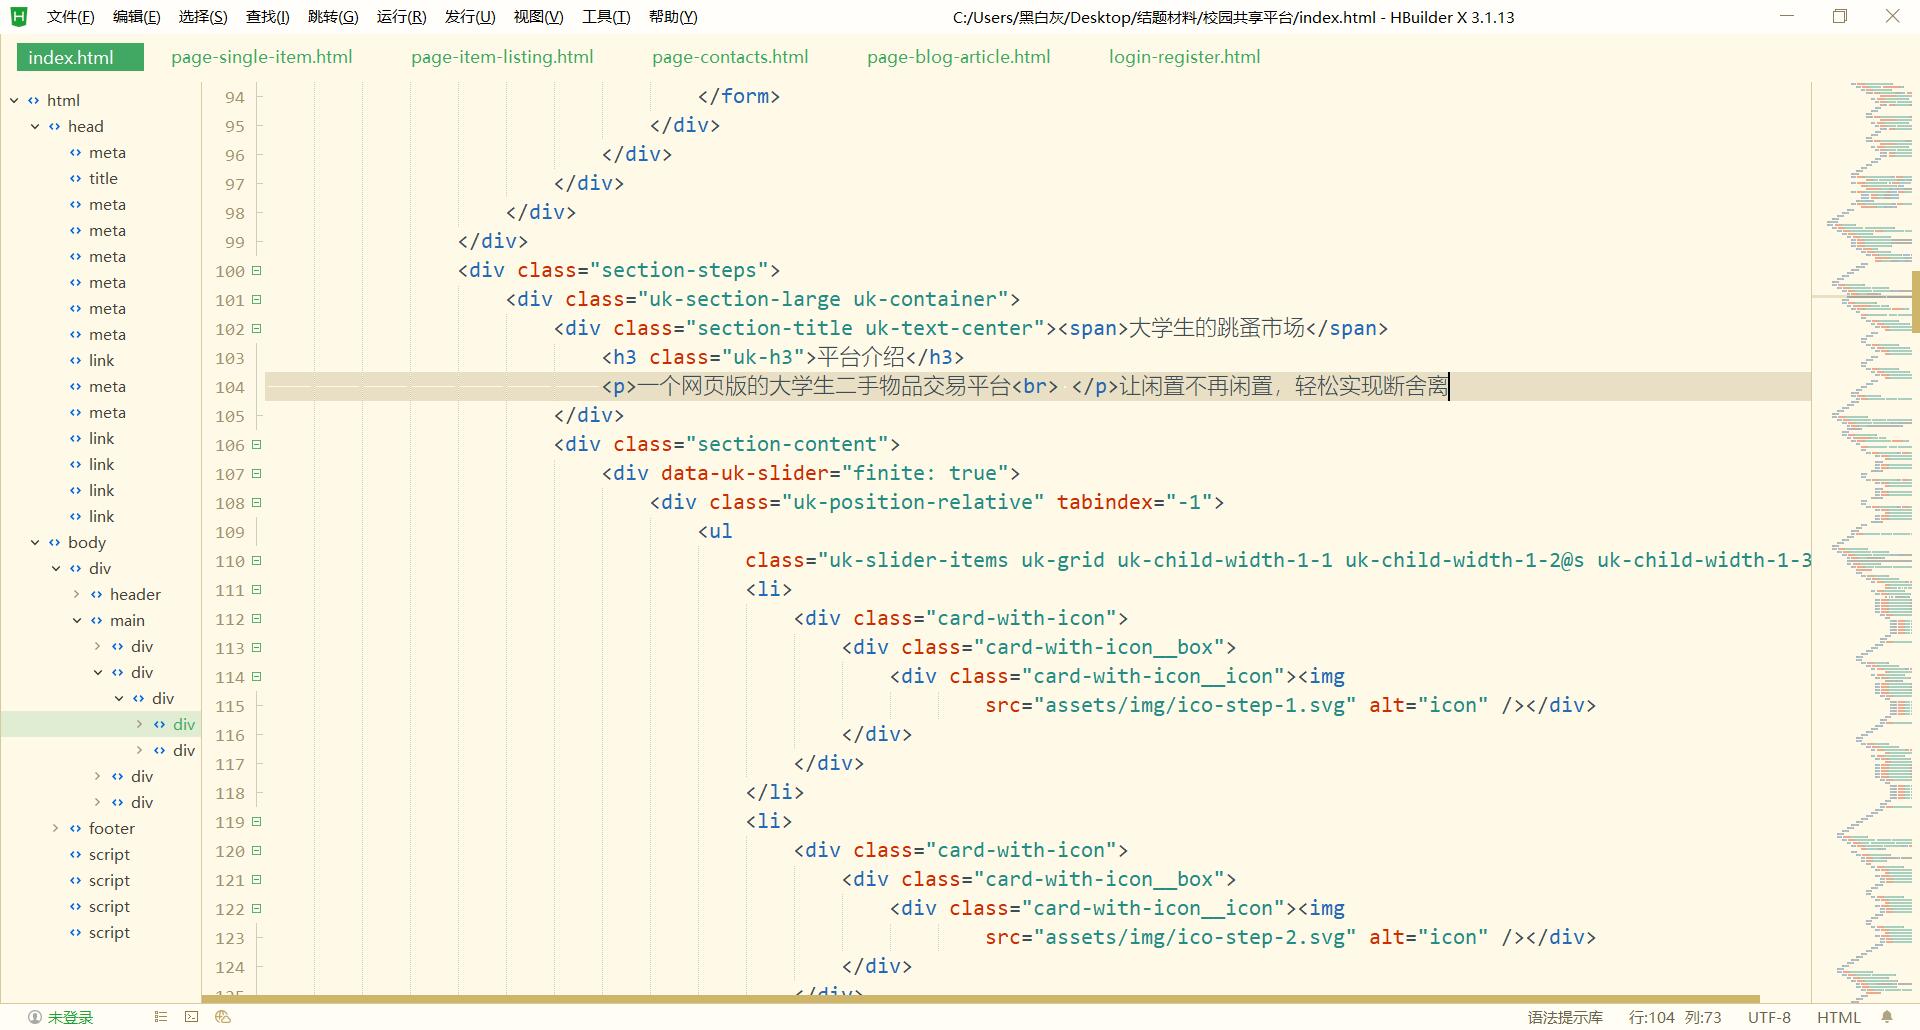 文件(F) 编辑(E) 选择(S) 查找(I) 跳转(G) 运行(R) 发行(U) 视图(V) 工具(T) 帮助(Y) C:/Users/黑白灰/Desktop/结题材料/校园共享平台/index.html - HBuilder X 3.1.13
index.html page-single-item.html page-item-listing.html page-contacts.html page-blog-article.html login-register.html
html
head
meta
title
meta
meta
meta
meta
meta
meta
link
meta
meta
link
link
link
link
body
div
header
main
div
div
div
div
div
div
div
footer
script
script
script
script
94 </form>
95 </div>
96 </div>
97 </div>
98 </div>
99 </div>
100 <div class="section-steps">
101 <div class="uk-section-large uk-container">
102 <div class="section-title uk-text-center"><span>大学生的跳蚤市场</span>
103 <h3 class="uk-h3">平台介绍</h3>
104 <p>一个网页版的大学生二手物品交易平台<br> </p>让闲置不再闲置，轻松实现断舍离
105 </div>
106 <div class="section-content">
107 <div data-uk-slider="finite: true">
108 <div class="uk-position-relative" tabindex="-1">
109 <ul
110 class="uk-slider-items uk-grid uk-child-width-1-1 uk-child-width-1-2@s uk-child-width-1-3
111 <li>
112 <div class="card-with-icon">
113 <div class="card-with-icon__box">
114 <div class="card-with-icon__icon"><img
115 src="assets/img/ico-step-1.svg" alt="icon" /></div>
116 </div>
117 </div>
118 </li>
119 <li>
120 <div class="card-with-icon">
121 <div class="card-with-icon__box">
122 <div class="card-with-icon__icon"><img
123 src="assets/img/ico-step-2.svg" alt="icon" /></div>
124 </div>
125 </div>
未登录 语法提示库 行:104 列:73 UTF-8 HTML